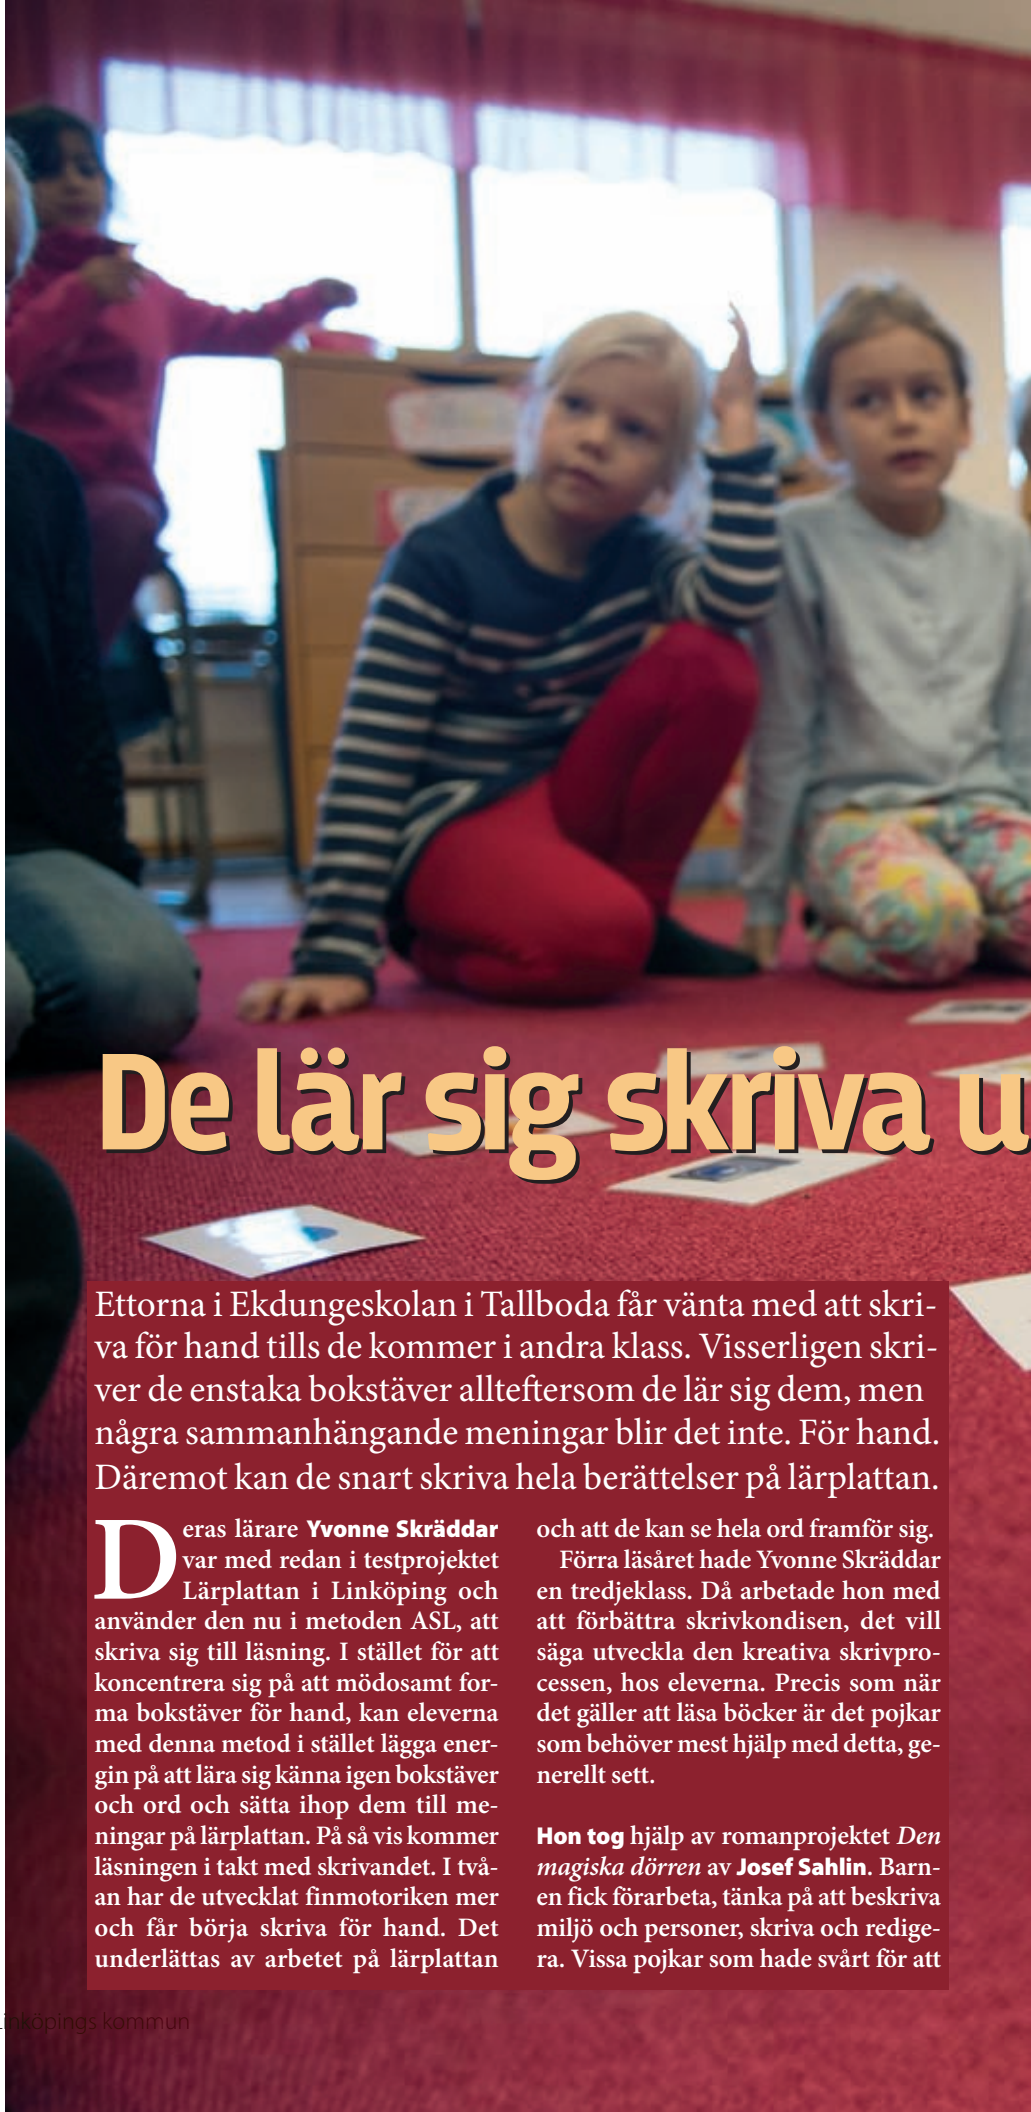 De lär sig skriva u
Ettorna i Ekdungeskolan i Tallboda får vänta med att skri-
va för hand tills de kommer i andra klass. Visserligen skri-
ver de enstaka bokstäver allteftersom de lär sig dem, men
några sammanhängande meningar blir det inte. För hand.
Däremot kan de snart skriva hela berättelser på lärplattan.
Deras lärare Yvonne Skräddar
var med redan i testprojektet
Lärplattan i Linköping och
använder den nu i metoden ASL, att
skriva sig till läsning. I stället för att
koncentrera sig på att mödosamt for-
ma bokstäver för hand, kan eleverna
med denna metod i stället lägga ener-
gin på att lära sig känna igen bokstäver
och ord och sätta ihop dem till me-
ningar på lärplattan. På så vis kommer
läsningen i takt med skrivandet. I två-
an har de utvecklat finmotoriken mer
och får börja skriva för hand. Det
underlättas av arbetet på lärplattan
och att de kan se hela ord framför sig.
Förra läsåret hade Yvonne Skräddar
en tredjeklass. Då arbetade hon med
att förbättra skrivkondisen, det vill
säga utveckla den kreativa skrivpro-
cessen, hos eleverna. Precis som när
det gäller att läsa böcker är det pojkar
som behöver mest hjälp med detta, ge-
nerellt sett.
Hon tog hjälp av romanprojektet Den
magiska dörren av Josef Sahlin. Barn-
en fick förarbeta, tänka på att beskriva
miljö och personer, skriva och redige-
ra. Vissa pojkar som hade svårt för att
Linköpings kommun